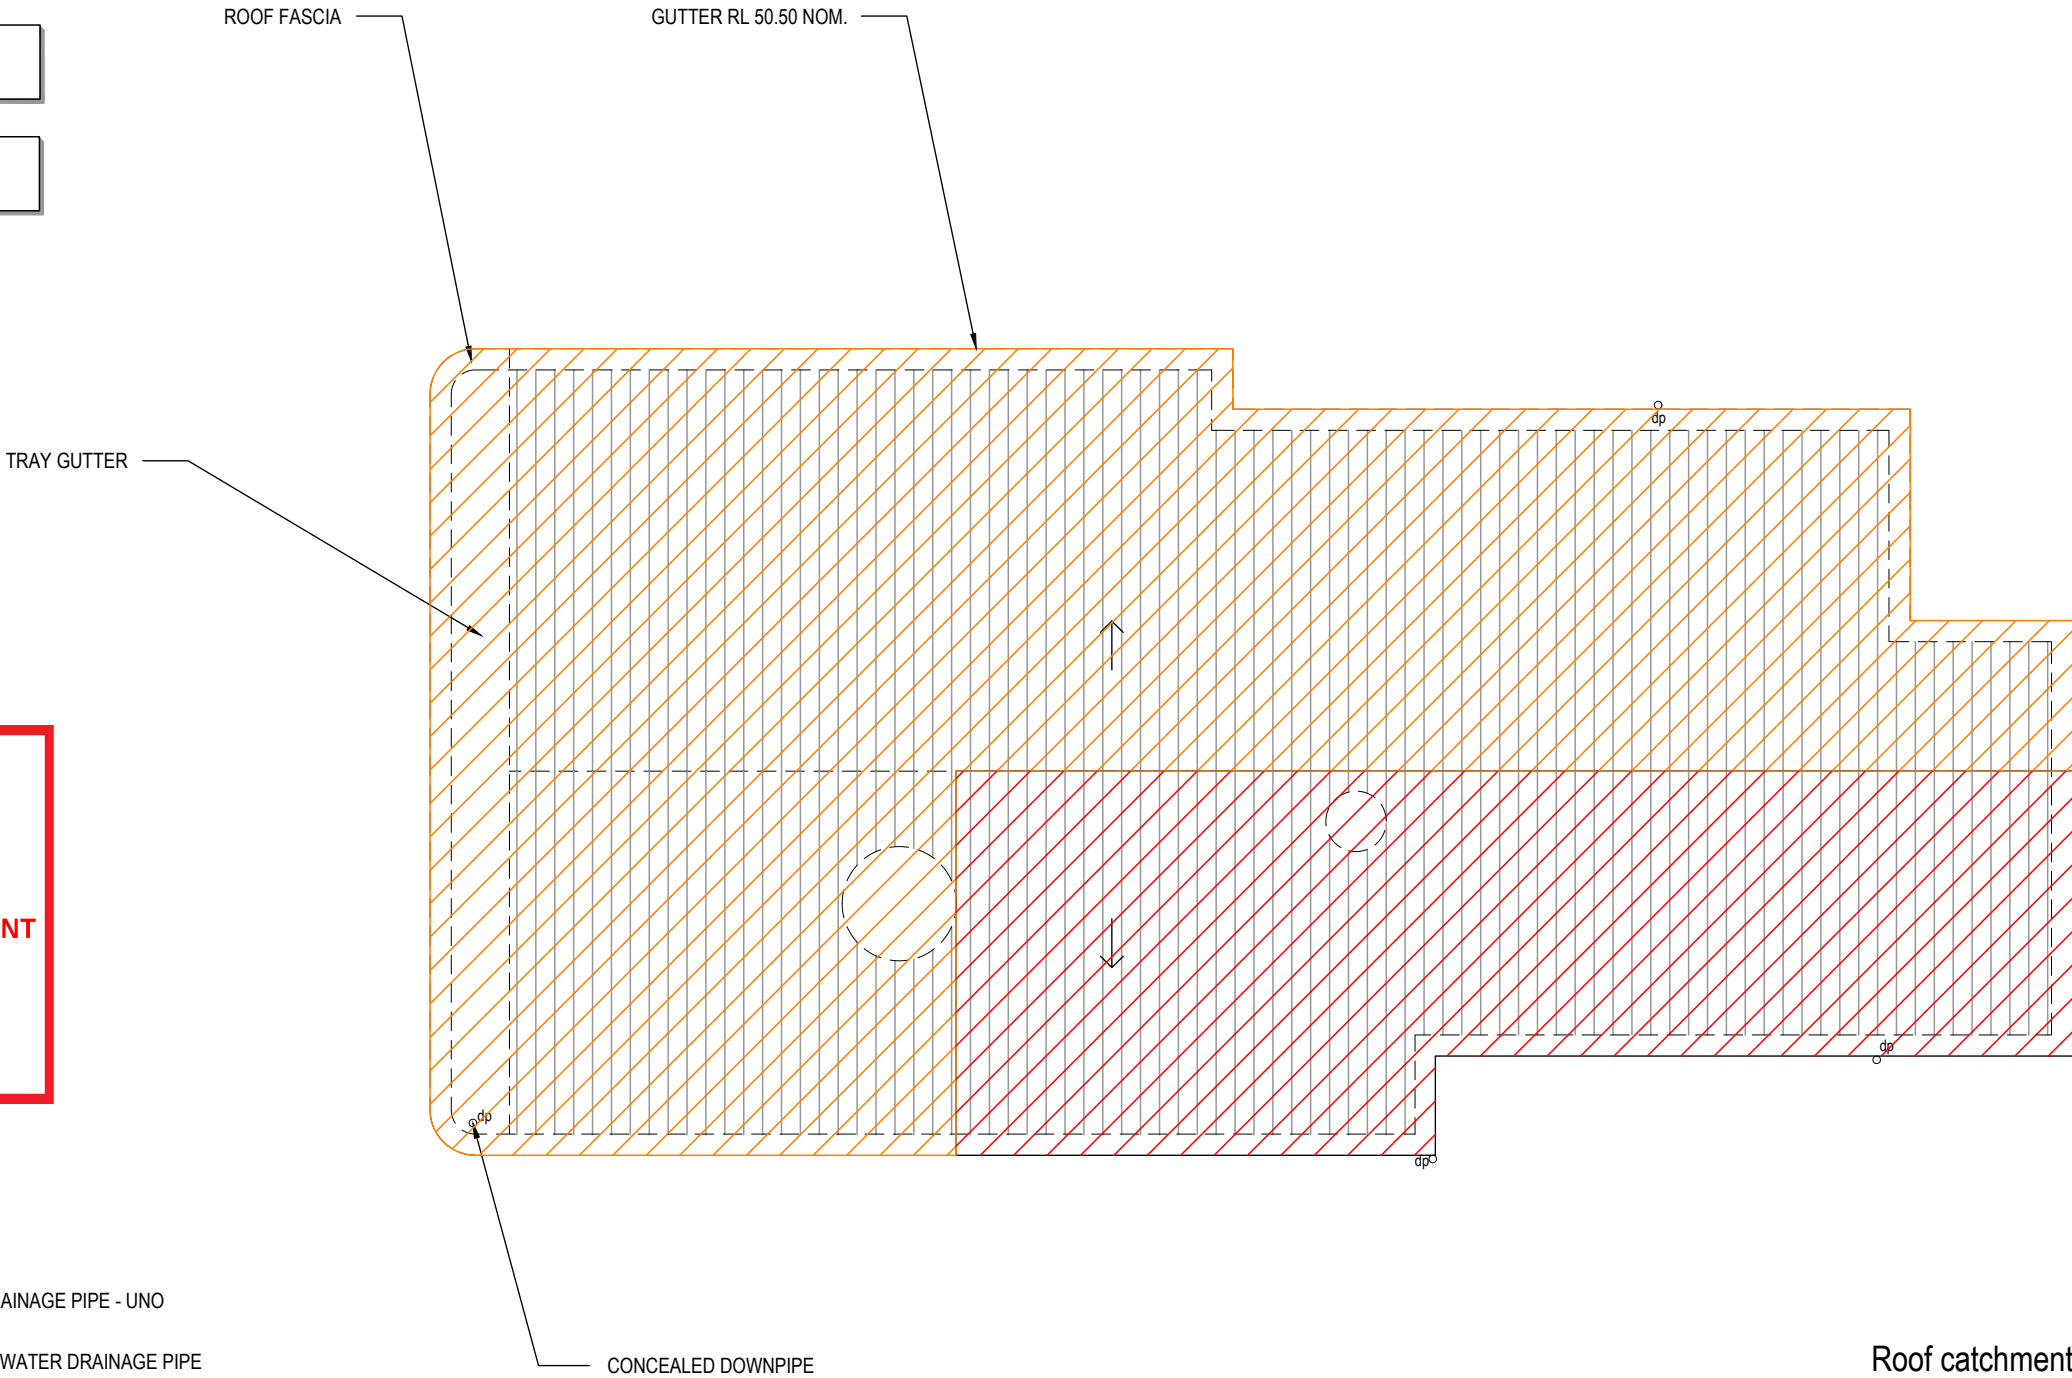 ROOF FASCIA
GUTTER RL 50.50 NOM.
dp
TRAY GUTTER
NT
dp
dp
dp
AINAGE PIPE - UNO
WATER DRAINAGE PIPE
CONCEALED DOWNPIPE
Roof catchment